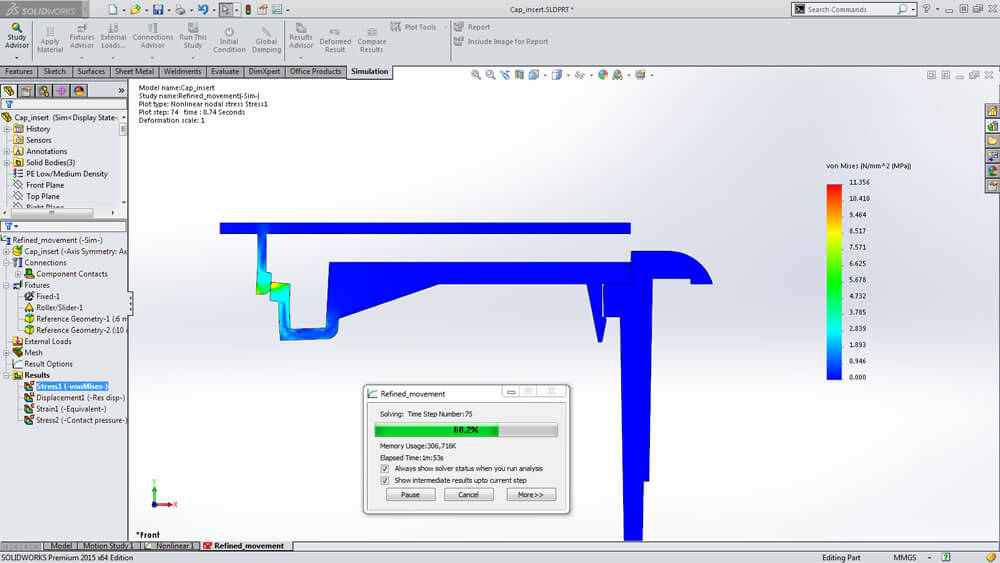 SOLIDWORKS
Cap_insert.SLDPRT *
Search Commands
Study Advisor
Apply Material
Fixtures Advisor
External Loads...
Connections Advisor
Run This Study
Initial Condition
Global Damping
Results Advisor
Deformed Result
Compare Results
Plot Tools
Report
Include Image for Report
Features
Sketch
Surfaces
Sheet Metal
Weldments
Evaluate
DimXpert
Office Products
Simulation
Cap_insert (Sim<Display State-
History
Sensors
Annotations
Solid Bodies(3)
PE Low/Medium Density
Front Plane
Top Plane
Right Plane
Refined_movement (-Sim-)
Cap_insert (-Axis Symmetry: Ax
Connections
Component Contacts
Fixtures
Fixed-1
Roller/Slider-1
Reference Geometry-1 (:6 m
Reference Geometry-2 (:10 
External Loads
Mesh
Result Options
Results
Stress1 (-vonMises-)
Displacement1 (-Res disp-)
Strain1 (-Equivalent-)
Stress2 (-Contact pressure-)
Model name:Cap_insert
Study name:Refined_movement(-Sim-)
Plot type: Nonlinear nodal stress Stress1
Plot step: 74 time : 0.74 Seconds
Deformation scale: 1
von Mises (N/mm^2 (MPa))
11.356
10.410
9.464
8.517
7.571
6.625
5.678
4.732
3.785
2.839
1.893
0.946
0.000
Refined_movement
Solving: Time Step Number:75
68.2%
Memory Usage:306,716K
Elapsed Time:1m:53s
Always show solver status when you run analysis
Show intermediate results upto current step
Pause
Cancel
More>>
Y
X
*Front
Model
Motion Study 1
Nonlinear 1
Refined_movement
SOLIDWORKS Premium 2015 x64 Edition
Editing Part
MMGS